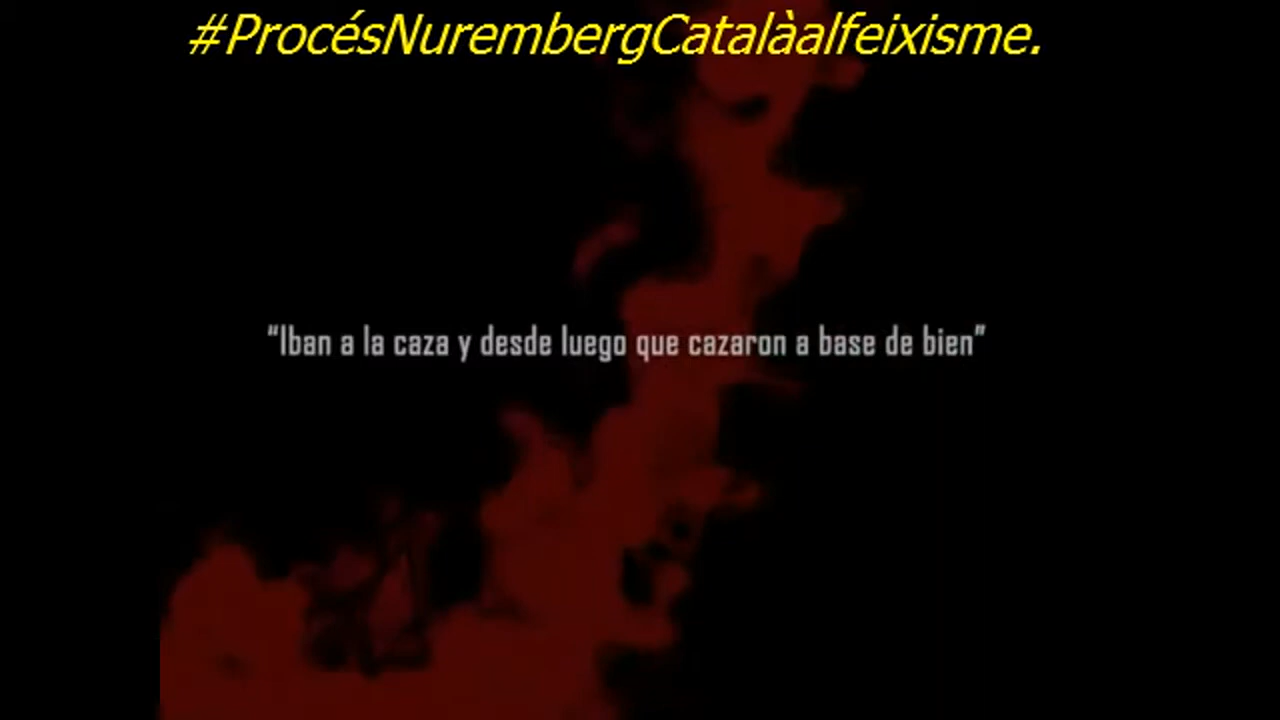 #ProcésNurembergCatalàalfeixisme.
“Iban a la caza y desde luego que cazaron a base de bien”